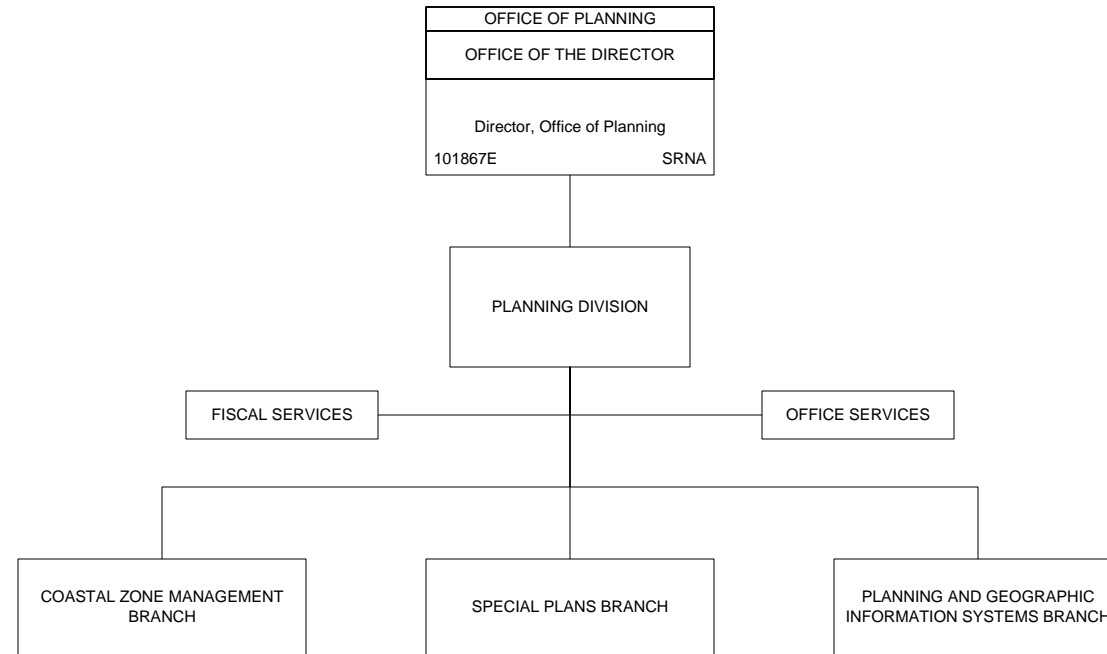 OFFICE OF PLANNING
OFFICE OF THE DIRECTOR
Director, Office of Planning
101867E SRNA
PLANNING DIVISION
FISCAL SERVICES
OFFICE SERVICES
COASTAL ZONE MANAGEMENT
BRANCH
SPECIAL PLANS BRANCH
PLANNING AND GEOGRAPHIC
INFORMATION SYSTEMS BRANCH